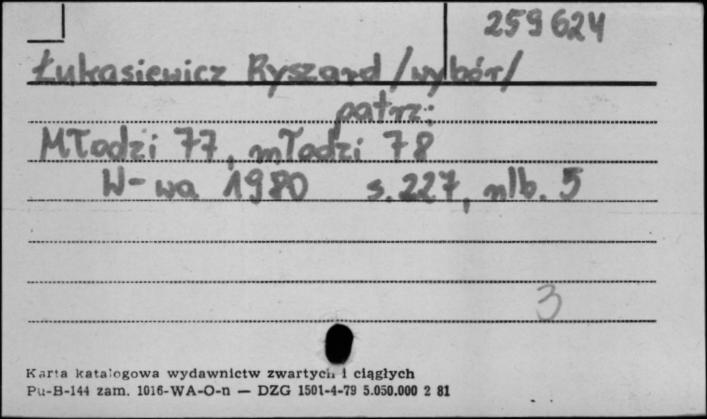 259624
Łukasiewicz Ryszard /wybór/
patrz:
Młodzi 77, młodzi 78
W-wa 1980 s. 227, nlb. 5
3
Karta katalogowa wydawnictw zwartych i ciągłych
Pu-B-144 zam. 1016-WA-O-n — DZG 1501-4-79 5.050.000 2 81